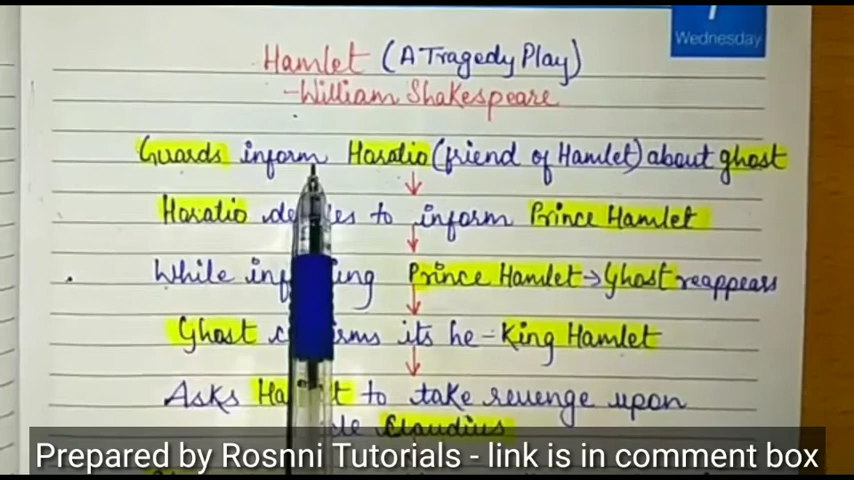 Wednesday
Hamlet (A Tragedy Play)
-William Shakespeare
Guards inform Horatio (friend of Hamlet) about ghost
Horatio to inform Prince Hamlet
While Prince Hamlet → Ghost reappears
Ghost its he - King Hamlet
Asks to take revenge upon
Claudius
Prepared by Rosnni Tutorials - link is in comment box